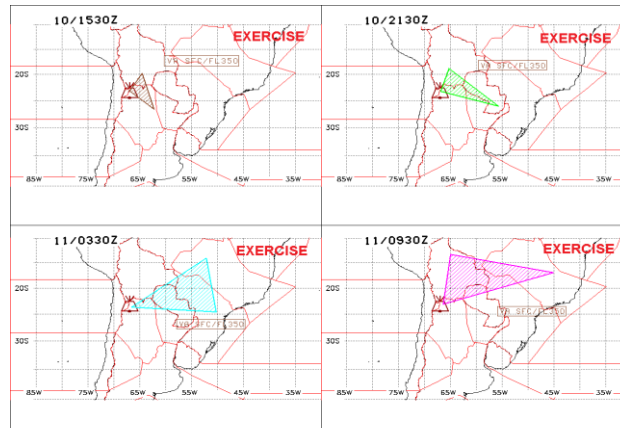 10/1530Z
EXERCISE
VA SFC/FL350
20S
30S
85W 75W 65W 55W 45W 35W
10/2130Z
EXERCISE
VA SFC/FL350
20S
30S
85W 75W 65W 55W 45W 35W
11/0330Z
EXERCISE
20S
VA SFC/FL350
30S
85W 75W 65W 55W 45W 35W
11/0930Z
EXERCISE
20S
VA SFC/FL350
30S
85W 75W 65W 55W 45W 35W